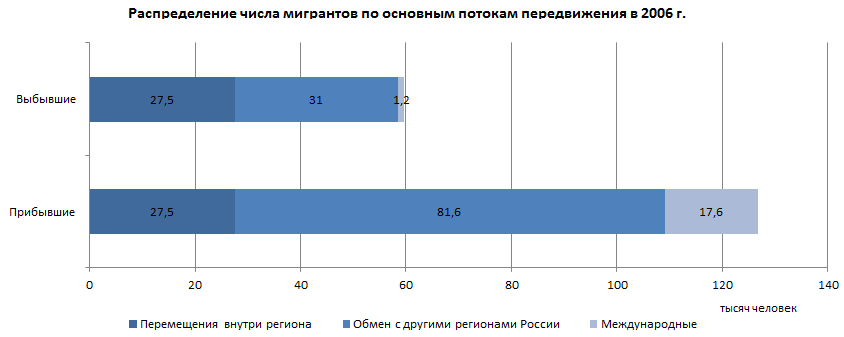 Распределение числа мигрантов по основным потокам передвижения в 2006 г.
Выбывшие
27,5
31
1,2
Прибывшие
27,5
81,6
17,6
0 20 40 60 80 100 120 140
тысяч человек
Перемещения внутри региона Обмен с другими регионами России Международные